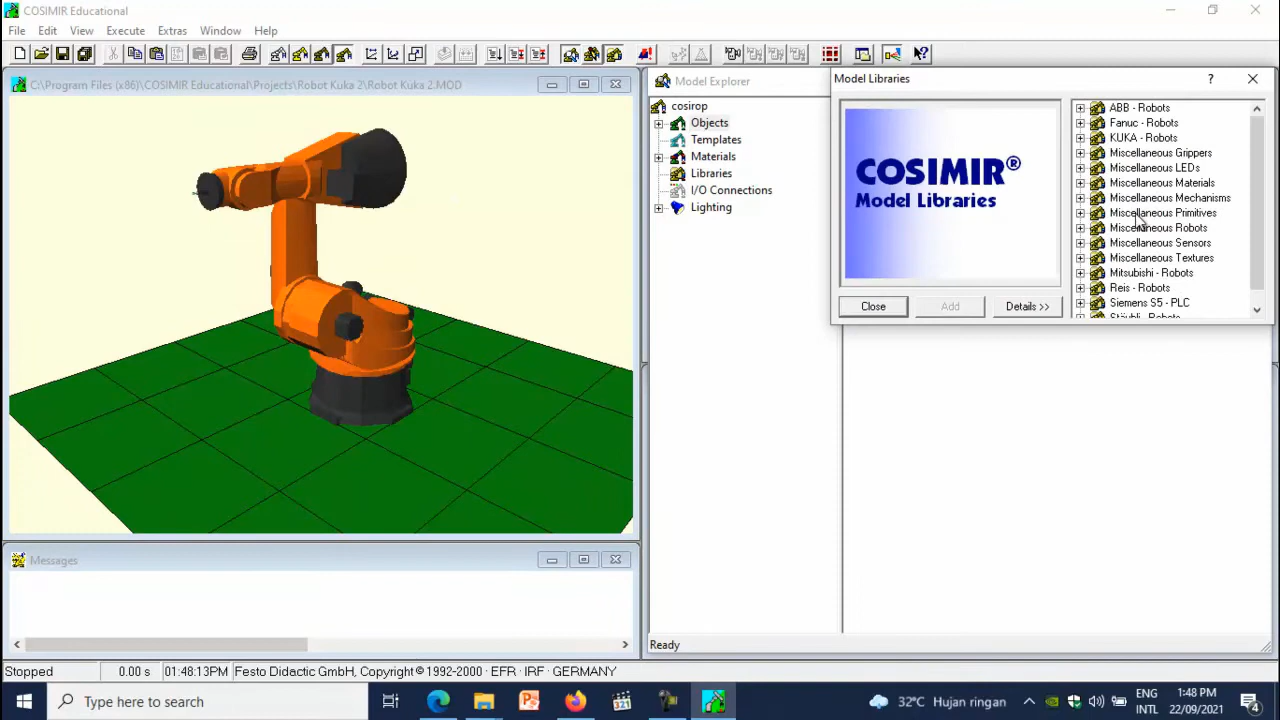 COSIMIR Educational
File Edit View Execute Extras Window Help
C:\Program Files (x86)\COSIMIR Educational\Projects\Robot Kuka 2\Robot Kuka 2.MOD
Model Explorer
cosirop
Objects
Templates
Materials
Libraries
I/O Connections
Lighting
Model Libraries
COSIMIR®
Model Libraries
Close Add Details >>
ABB - Robots
Fanuc - Robots
KUKA - Robots
Miscellaneous Grippers
Miscellaneous LEDs
Miscellaneous Materials
Miscellaneous Mechanisms
Miscellaneous Primitives
Miscellaneous Robots
Miscellaneous Sensors
Miscellaneous Textures
Mitsubishi - Robots
Reis - Robots
Siemens S5 - PLC
Stäubli - Robots
Messages
Ready
Stopped 0.00 s 01:48:13PM Festo Didactic GmbH, Copyright © 1992-2000 · EFR · IRF · GERMANY
Type here to search
321
32°C Hujan ringan
ENG
INTL
1:48 PM
22/09/2021
4